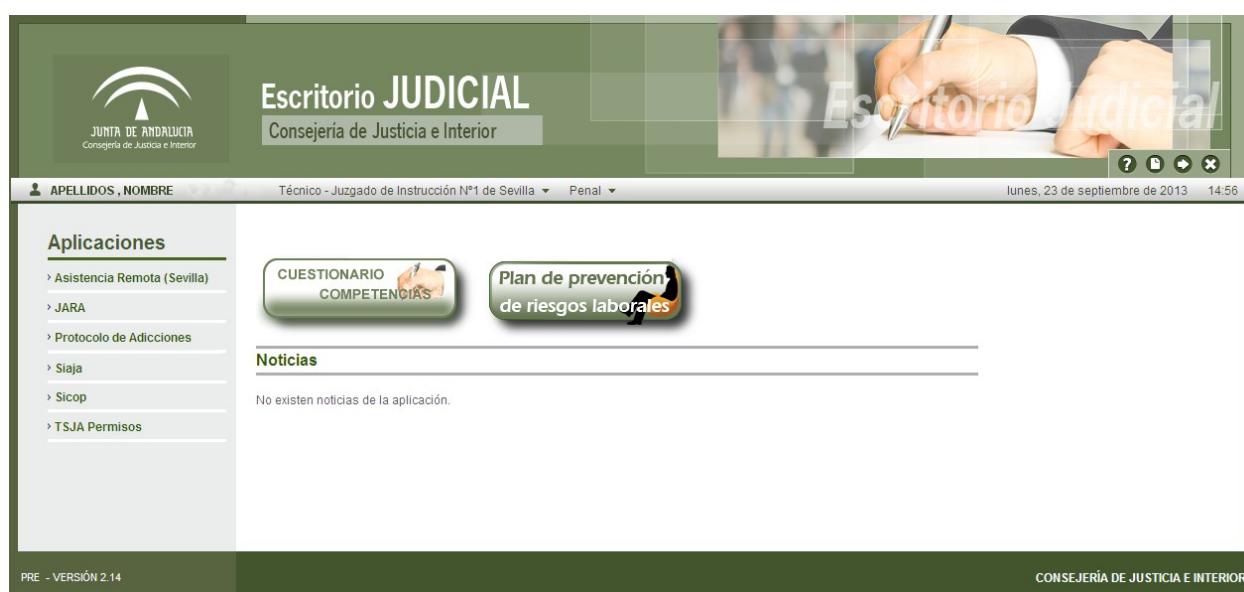 JUNTA DE ANDALUCIA
Consejería de Justicia e Interior
Escritorio JUDICIAL
Consejería de Justicia e Interior
Escritorio Judicial
APELLIDOS , NOMBRE
Técnico - Juzgado de Instrucción Nº1 de Sevilla
Penal
lunes, 23 de septiembre de 2013
14:56
Aplicaciones
Asistencia Remota (Sevilla)
JARA
Protocolo de Adicciones
Siaja
Sicop
TSJA Permisos
CUESTIONARIO
COMPETENCIAS
Plan de prevención
de riesgos laborales
Noticias
No existen noticias de la aplicación.
PRE - VERSIÓN 2.14
CONSEJERÍA DE JUSTICIA E INTERIOR